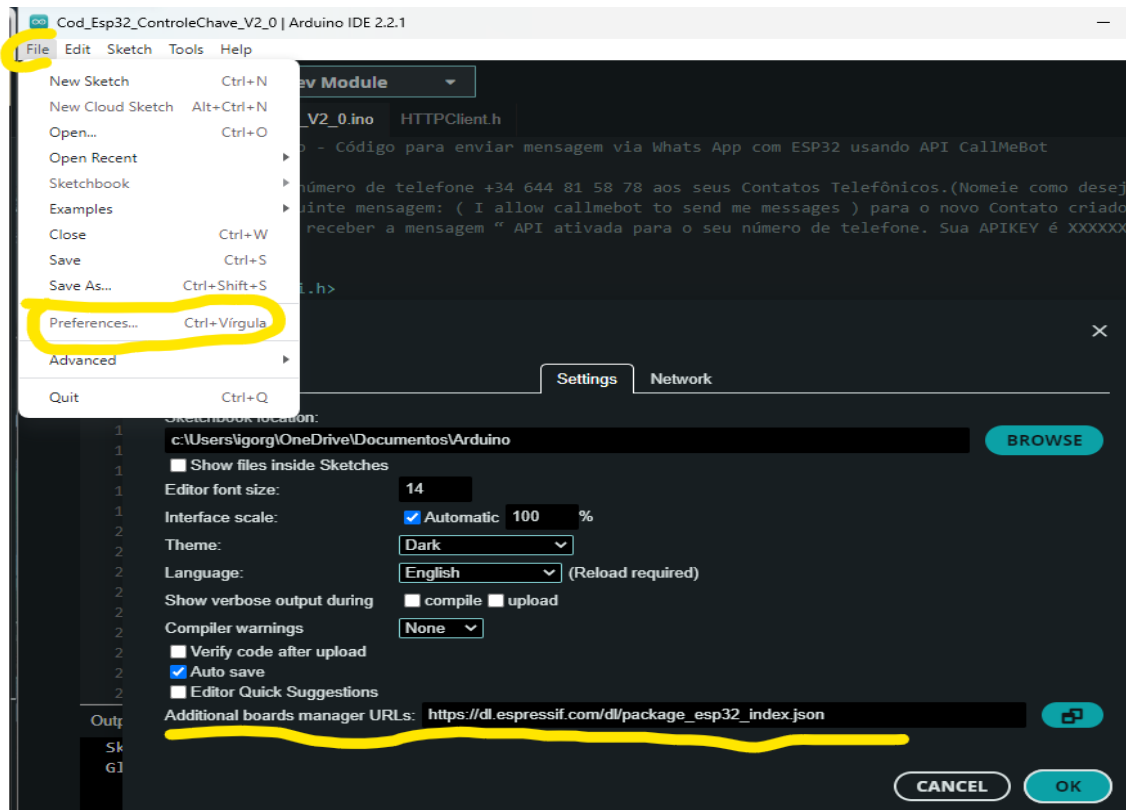 Cod_Esp32_ControleChave_V2_0 | Arduino IDE 2.2.1
File Edit Sketch Tools Help
New Sketch Ctrl+N
New Cloud Sketch Alt+Ctrl+N
Open... Ctrl+O
Open Recent
Sketchbook
Examples
Close Ctrl+W
Save Ctrl+S
Save As... Ctrl+Shift+S
Preferences... Ctrl+Vírgula
Advanced
Quit Ctrl+Q
ev Module
_V2_0.ino HTTPClient.h
- Código para enviar mensagem via Whats App com ESP32 usando API CallMeBot
número de telefone +34 644 81 58 78 aos seus Contatos Telefônicos.(Nomeie como desej
uinte mensagem: ( I allow callmebot to send me messages ) para o novo Contato criado
receber a mensagem “ API ativada para o seu número de telefone. Sua APIKEY é XXXXXX
i.h>
Settings Network
Sketchbook location:
c:\Users\igorg\OneDrive\Documentos\Arduino BROWSE
Show files inside Sketches
Editor font size: 14
Interface scale: Automatic 100 %
Theme: Dark
Language: English (Reload required)
Show verbose output during compile upload
Compiler warnings None
Verify code after upload
Auto save
Editor Quick Suggestions
Additional boards manager URLs: https://dl.espressif.com/dl/package_esp32_index.json
Outp
Sk
Gl
CANCEL OK